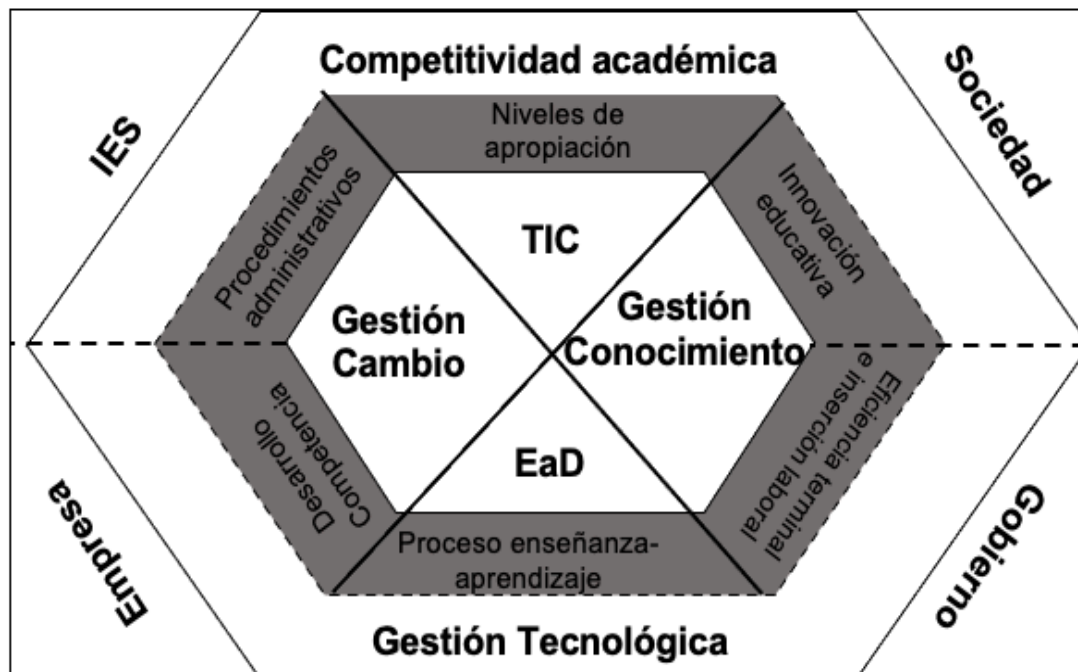 Competitividad académica
IES
Sociedad
Niveles de
apropiación
Procedimientos
administrativos
Innovación
educativa
TIC
Gestión
Cambio
Gestión
Conocimiento
EaD
Desarrollo
Competencia
Eficiencia terminal
e inserción laboral
Proceso enseñanza-
aprendizaje
Empresa
Gobierno
Gestión Tecnológica